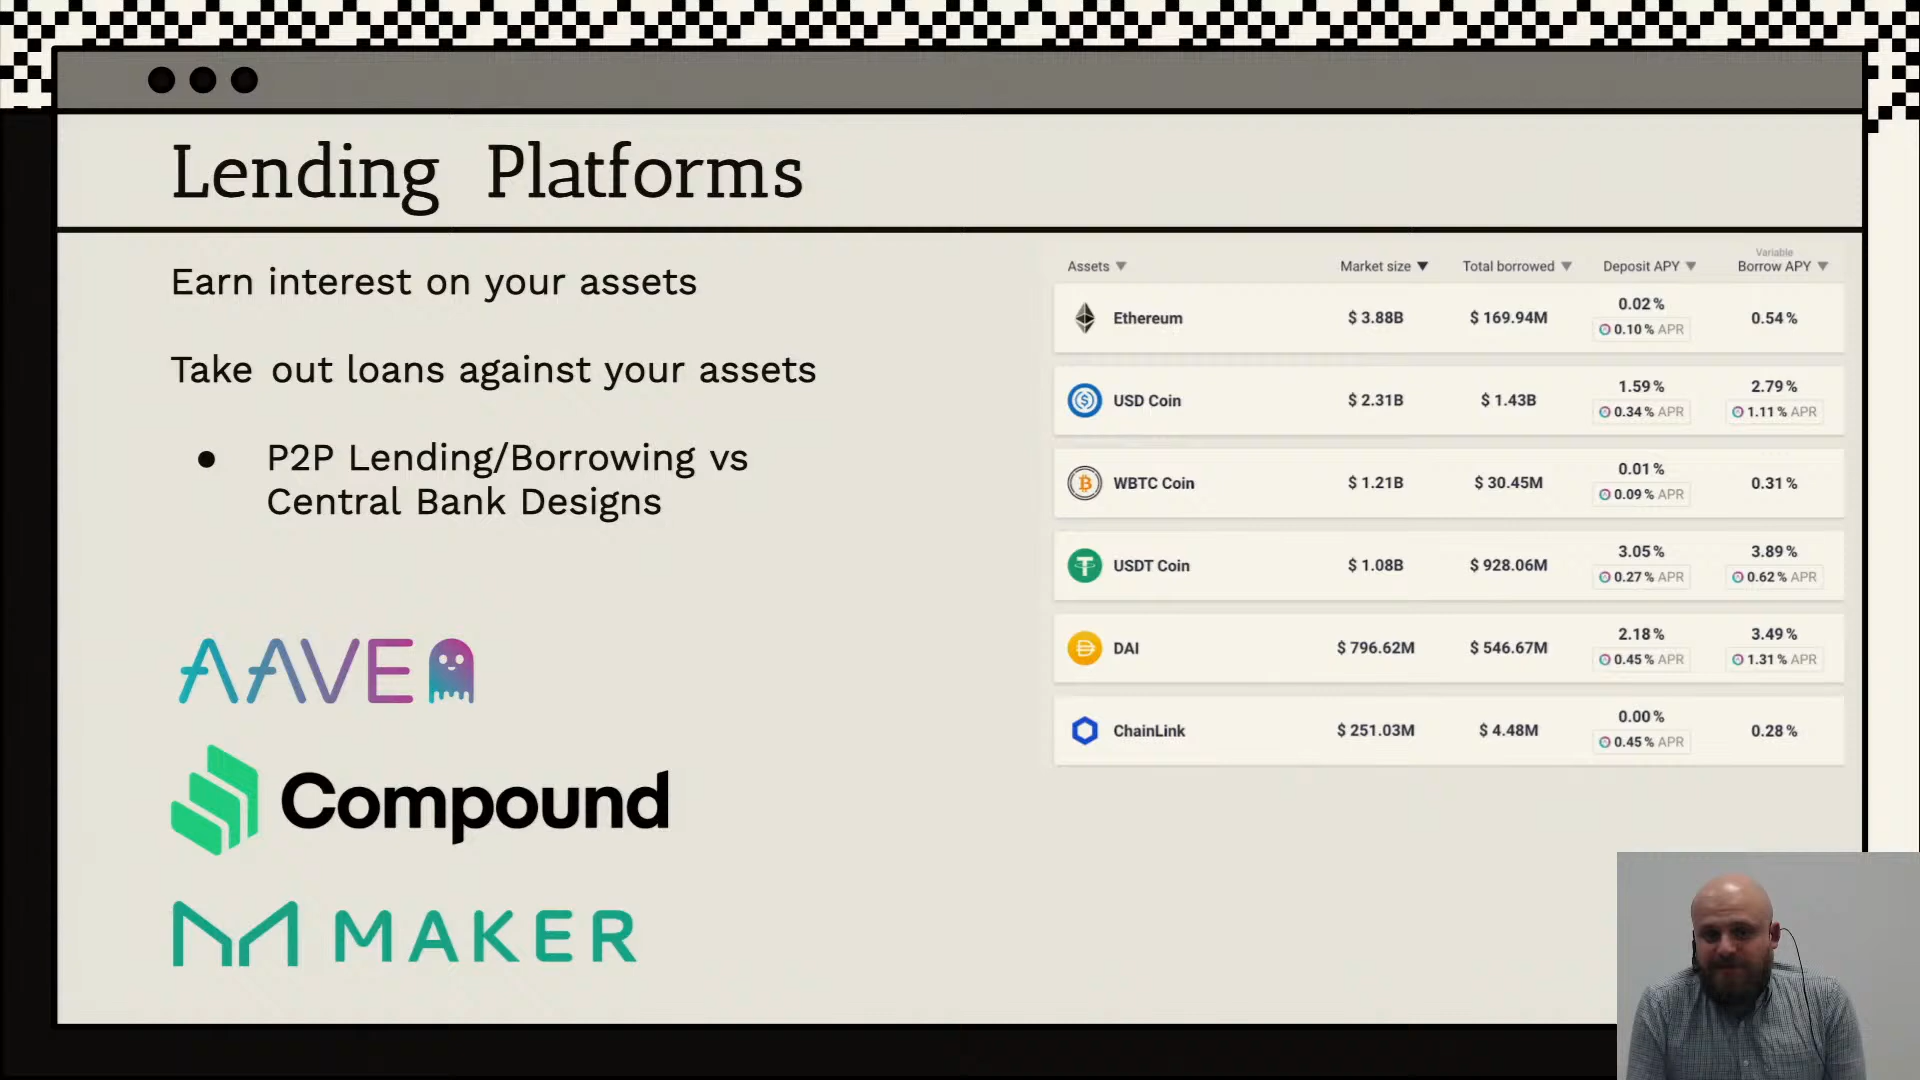 Lending Platforms
Earn interest on your assets
Take out loans against your assets
● P2P Lending/Borrowing vs
Central Bank Designs
AAVE
Compound
MAKER
Variable
Assets Market size Total borrowed Deposit APY Borrow APY
Ethereum $ 3.88B $ 169.94M 0.02 % 0.54 %
0.10 % APR
USD Coin $ 2.31B $ 1.43B 1.59 % 2.79 %
0.34 % APR 1.11 % APR
WBTC Coin $ 1.21B $ 30.45M 0.01 % 0.31 %
0.09 % APR
USDT Coin $ 1.08B $ 928.06M 3.05 % 3.89 %
0.27 % APR 0.62 % APR
DAI $ 796.62M $ 546.67M 2.18 % 3.49 %
0.45 % APR 1.31 % APR
ChainLink $ 251.03M $ 4.48M 0.00 % 0.28 %
0.45 % APR